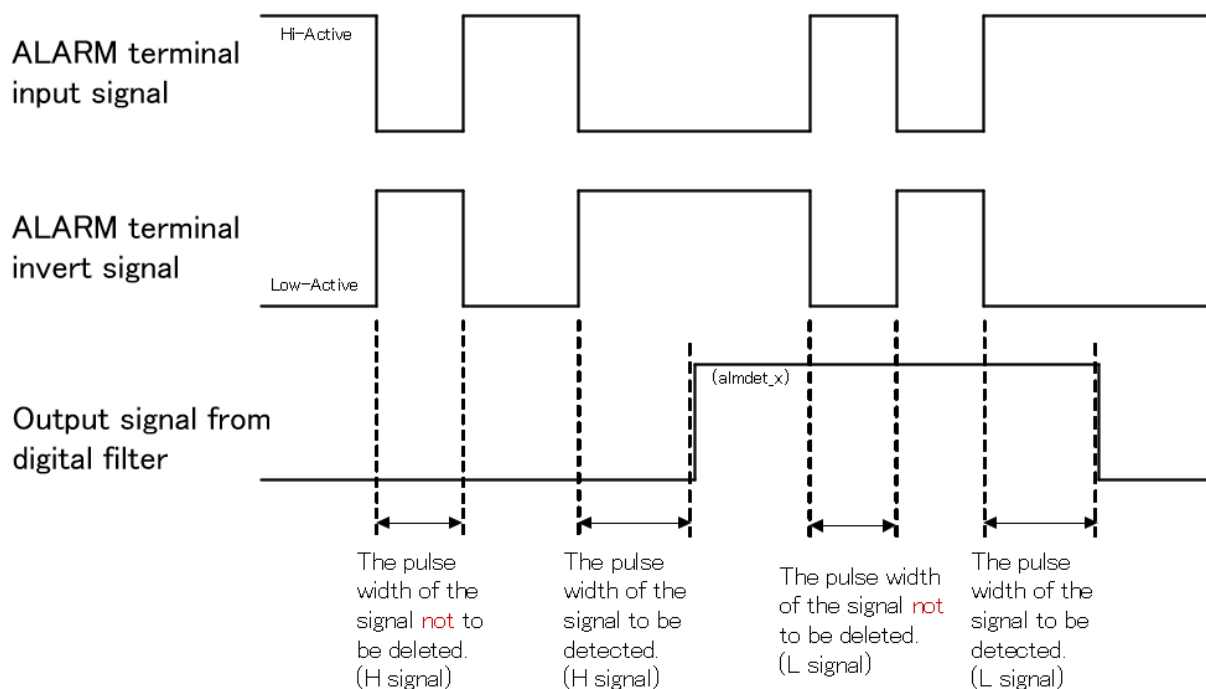 ALARM terminal
input signal
Hi-Active
ALARM terminal
invert signal
Low-Active
Output signal from
digital filter
(almdet_x)
The pulse
width of the
signal not to
be deleted.
(H signal)
The pulse
width of the
signal to be
detected.
(H signal)
The pulse width
of the signal not
to be deleted.
(L signal)
The pulse
width of the
signal to be
detected.
(L signal)